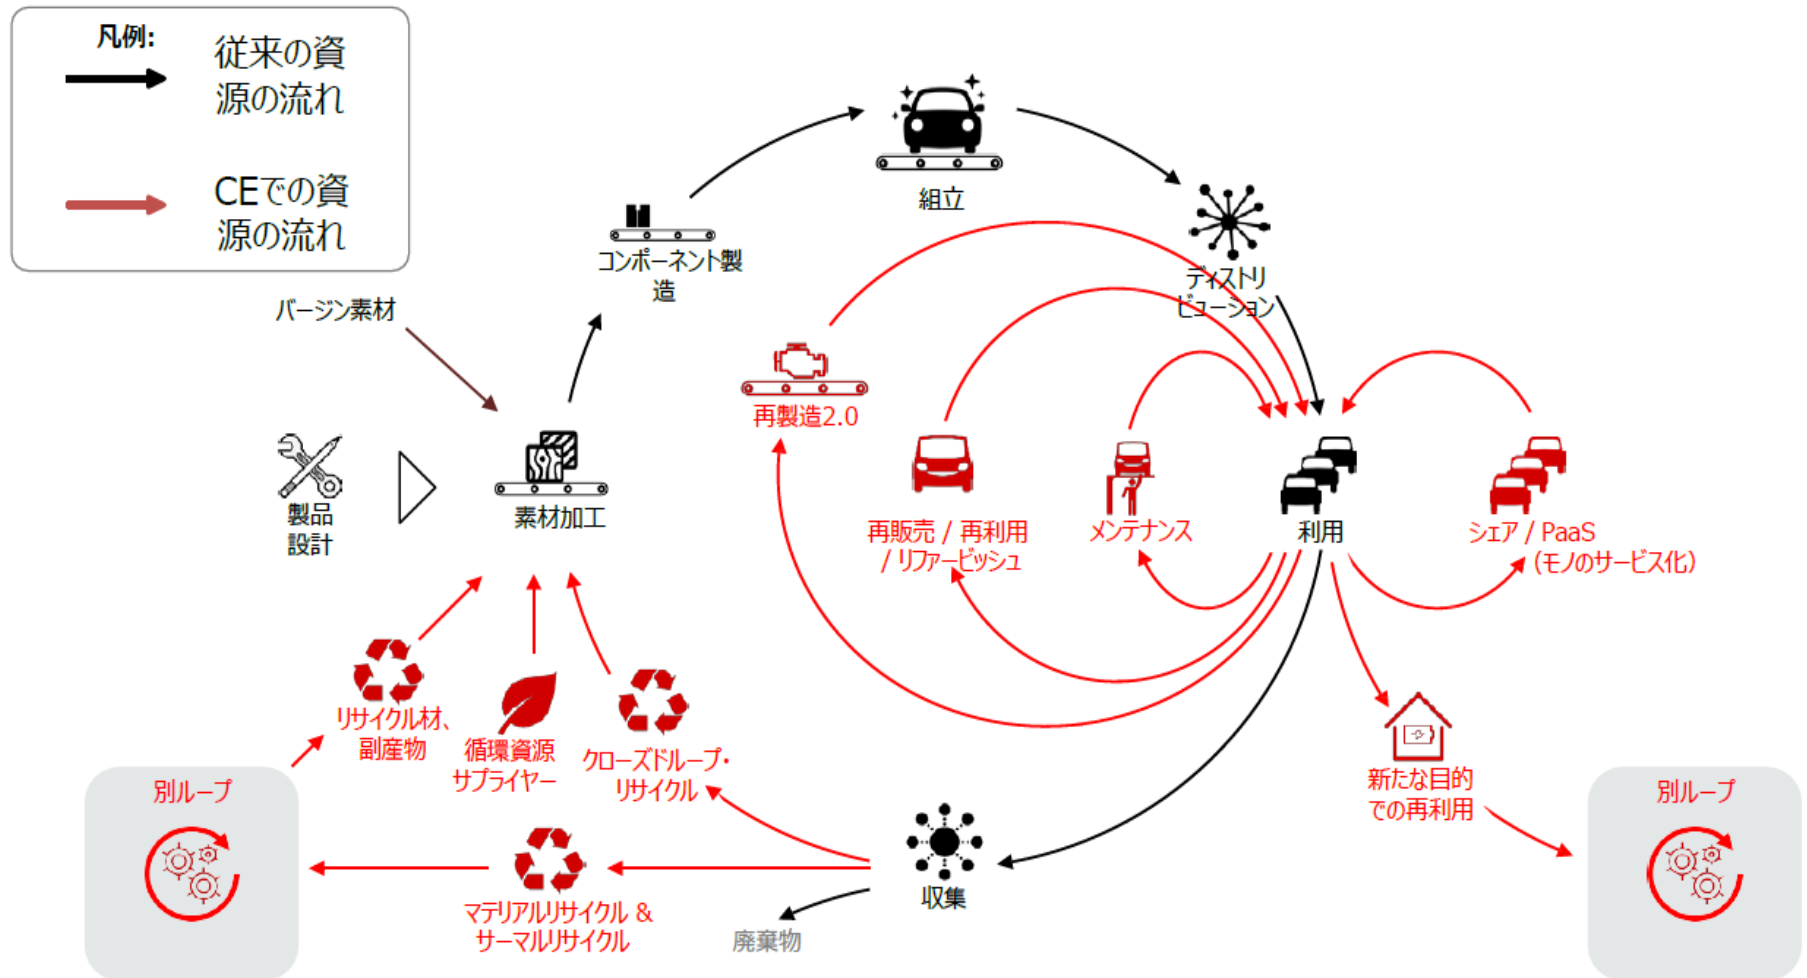 凡例:
従来の資
源の流れ
CEでの資
源の流れ
組立
コンポーネント製
造
ディストリ
ビューション
バージン素材
再製造2.0
製品
設計
素材加工
再販売 / 再利用
/ リファービッシュ
メンテナンス
利用
シェア / PaaS
（モノのサービス化）
リサイクル材、
副産物
循環資源
サプライヤー
クローズドループ・
リサイクル
新たな目的
での再利用
別ループ
別ループ
収集
マテリアルリサイクル &
サーマルリサイクル
廃棄物